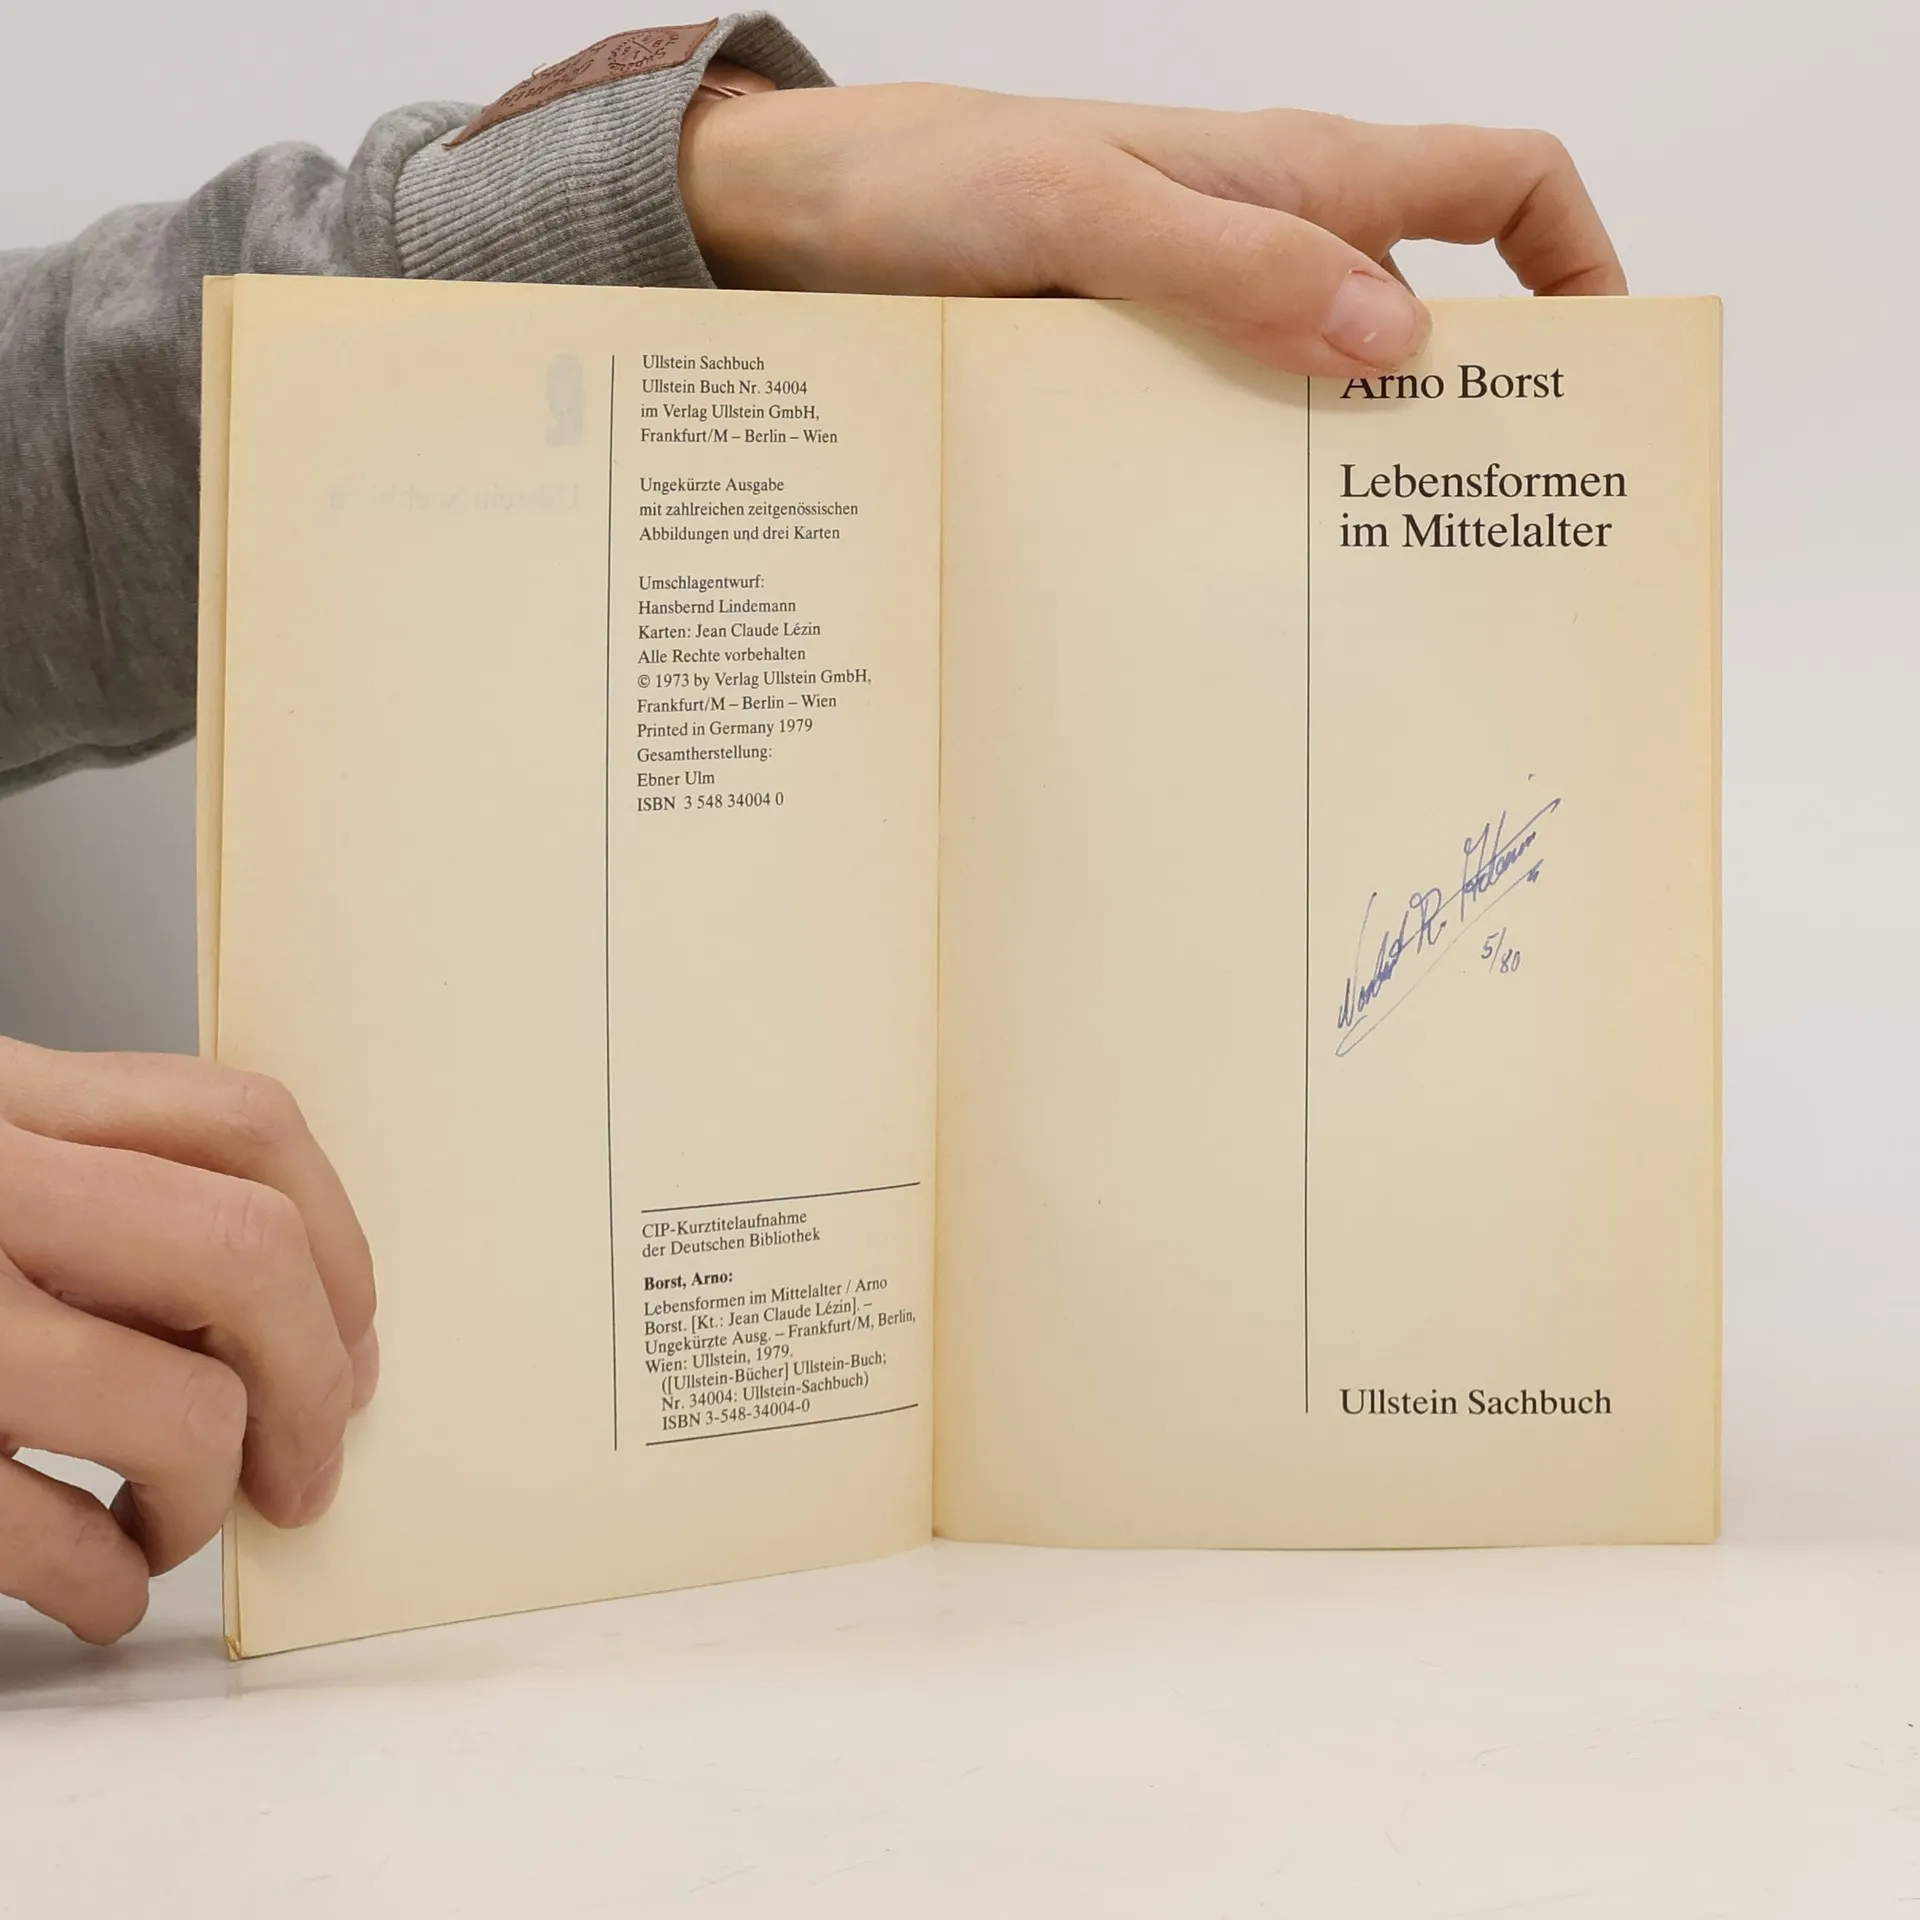 Ullstein Sachbuch
Ullstein Buch Nr. 34004
im Verlag Ullstein GmbH,
Frankfurt/M – Berlin – Wien
Ungekürzte Ausgabe
mit zahlreichen zeitgenössischen
Abbildungen und drei Karten
Umschlagentwurf:
Hansbernd Lindemann
Karten: Jean Claude Lézin
Alle Rechte vorbehalten
© 1973 by Verlag Ullstein GmbH,
Frankfurt/M – Berlin – Wien
Printed in Germany 1979
Gesamtherstellung:
Ebner Ulm
ISBN 3 548 34004 0
CIP-Kurztitelaufnahme
der Deutschen Bibliothek
Borst, Arno:
Lebensformen im Mittelalter / Arno
Borst. [Kt.: Jean Claude Lézin]. –
Ungekürzte Ausg. – Frankfurt/M, Berlin,
Wien: Ullstein, 1979.
([Ullstein-Bücher] Ullstein-Buch;
Nr. 34004: Ullstein-Sachbuch)
ISBN 3-548-34004-0
Arno Borst
Lebensformen
im Mittelalter
R.
5/80
Ullstein Sachbuch